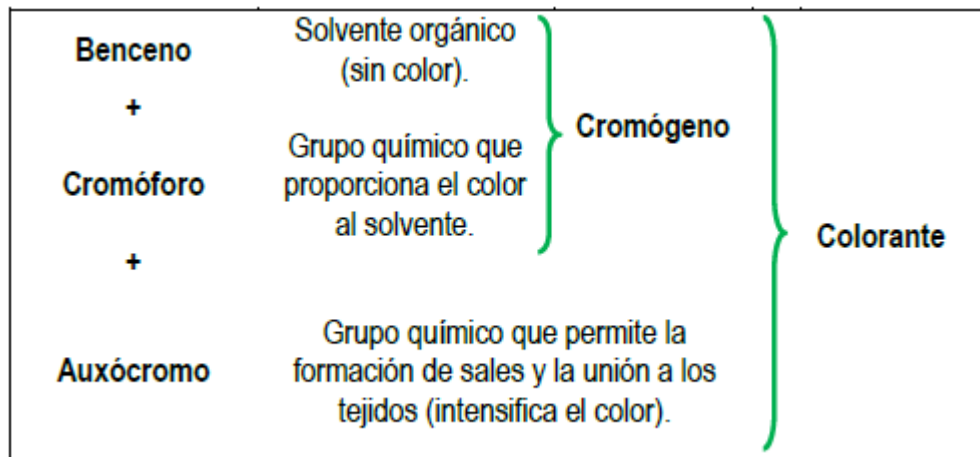 Benceno
Solvente orgánico
(sin color).
+
Cromógeno
Cromóforo
Grupo químico que
proporciona el color
al solvente.
+
Colorante
Auxócromo
Grupo químico que permite la
formación de sales y la unión a los
tejidos (intensifica el color).